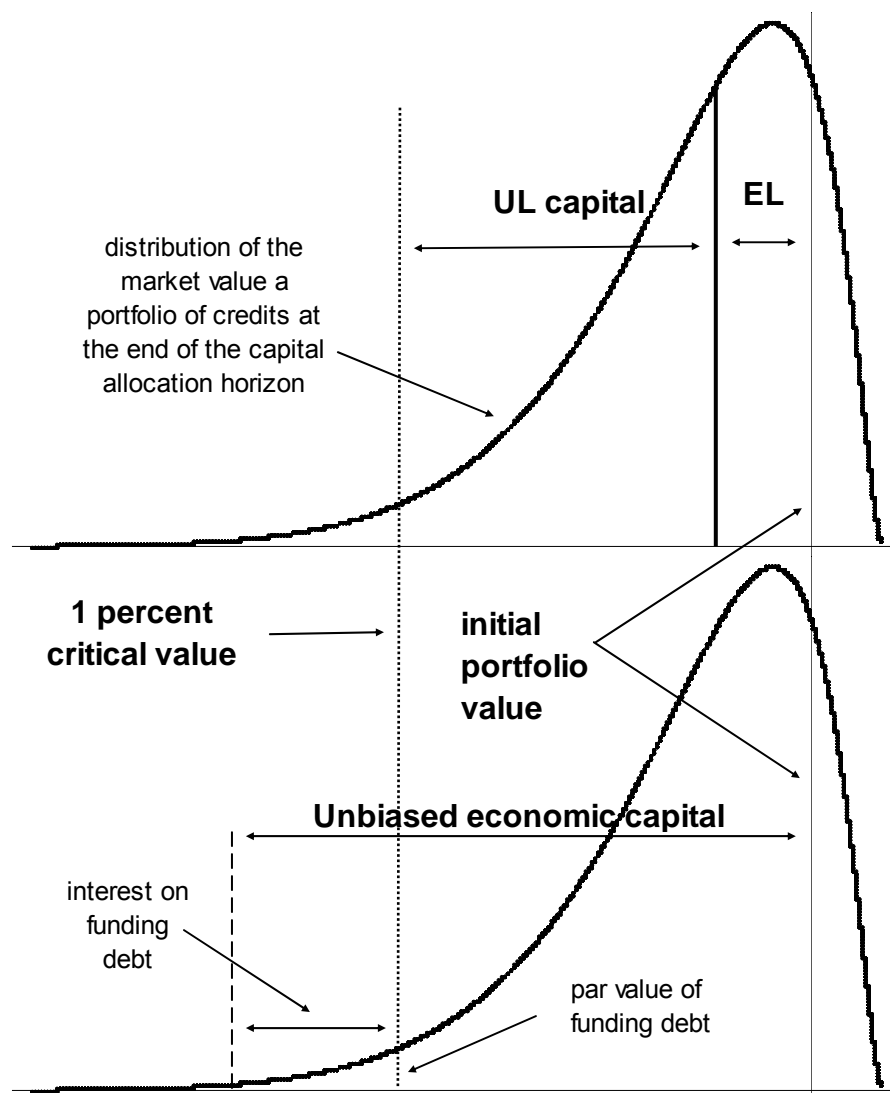 UL capital
EL
distribution of the
market value a
portfolio of credits at
the end of the capital
allocation horizon
1 percent
critical value
initial
portfolio
value
Unbiased economic capital
interest on
funding
debt
par value of
funding debt